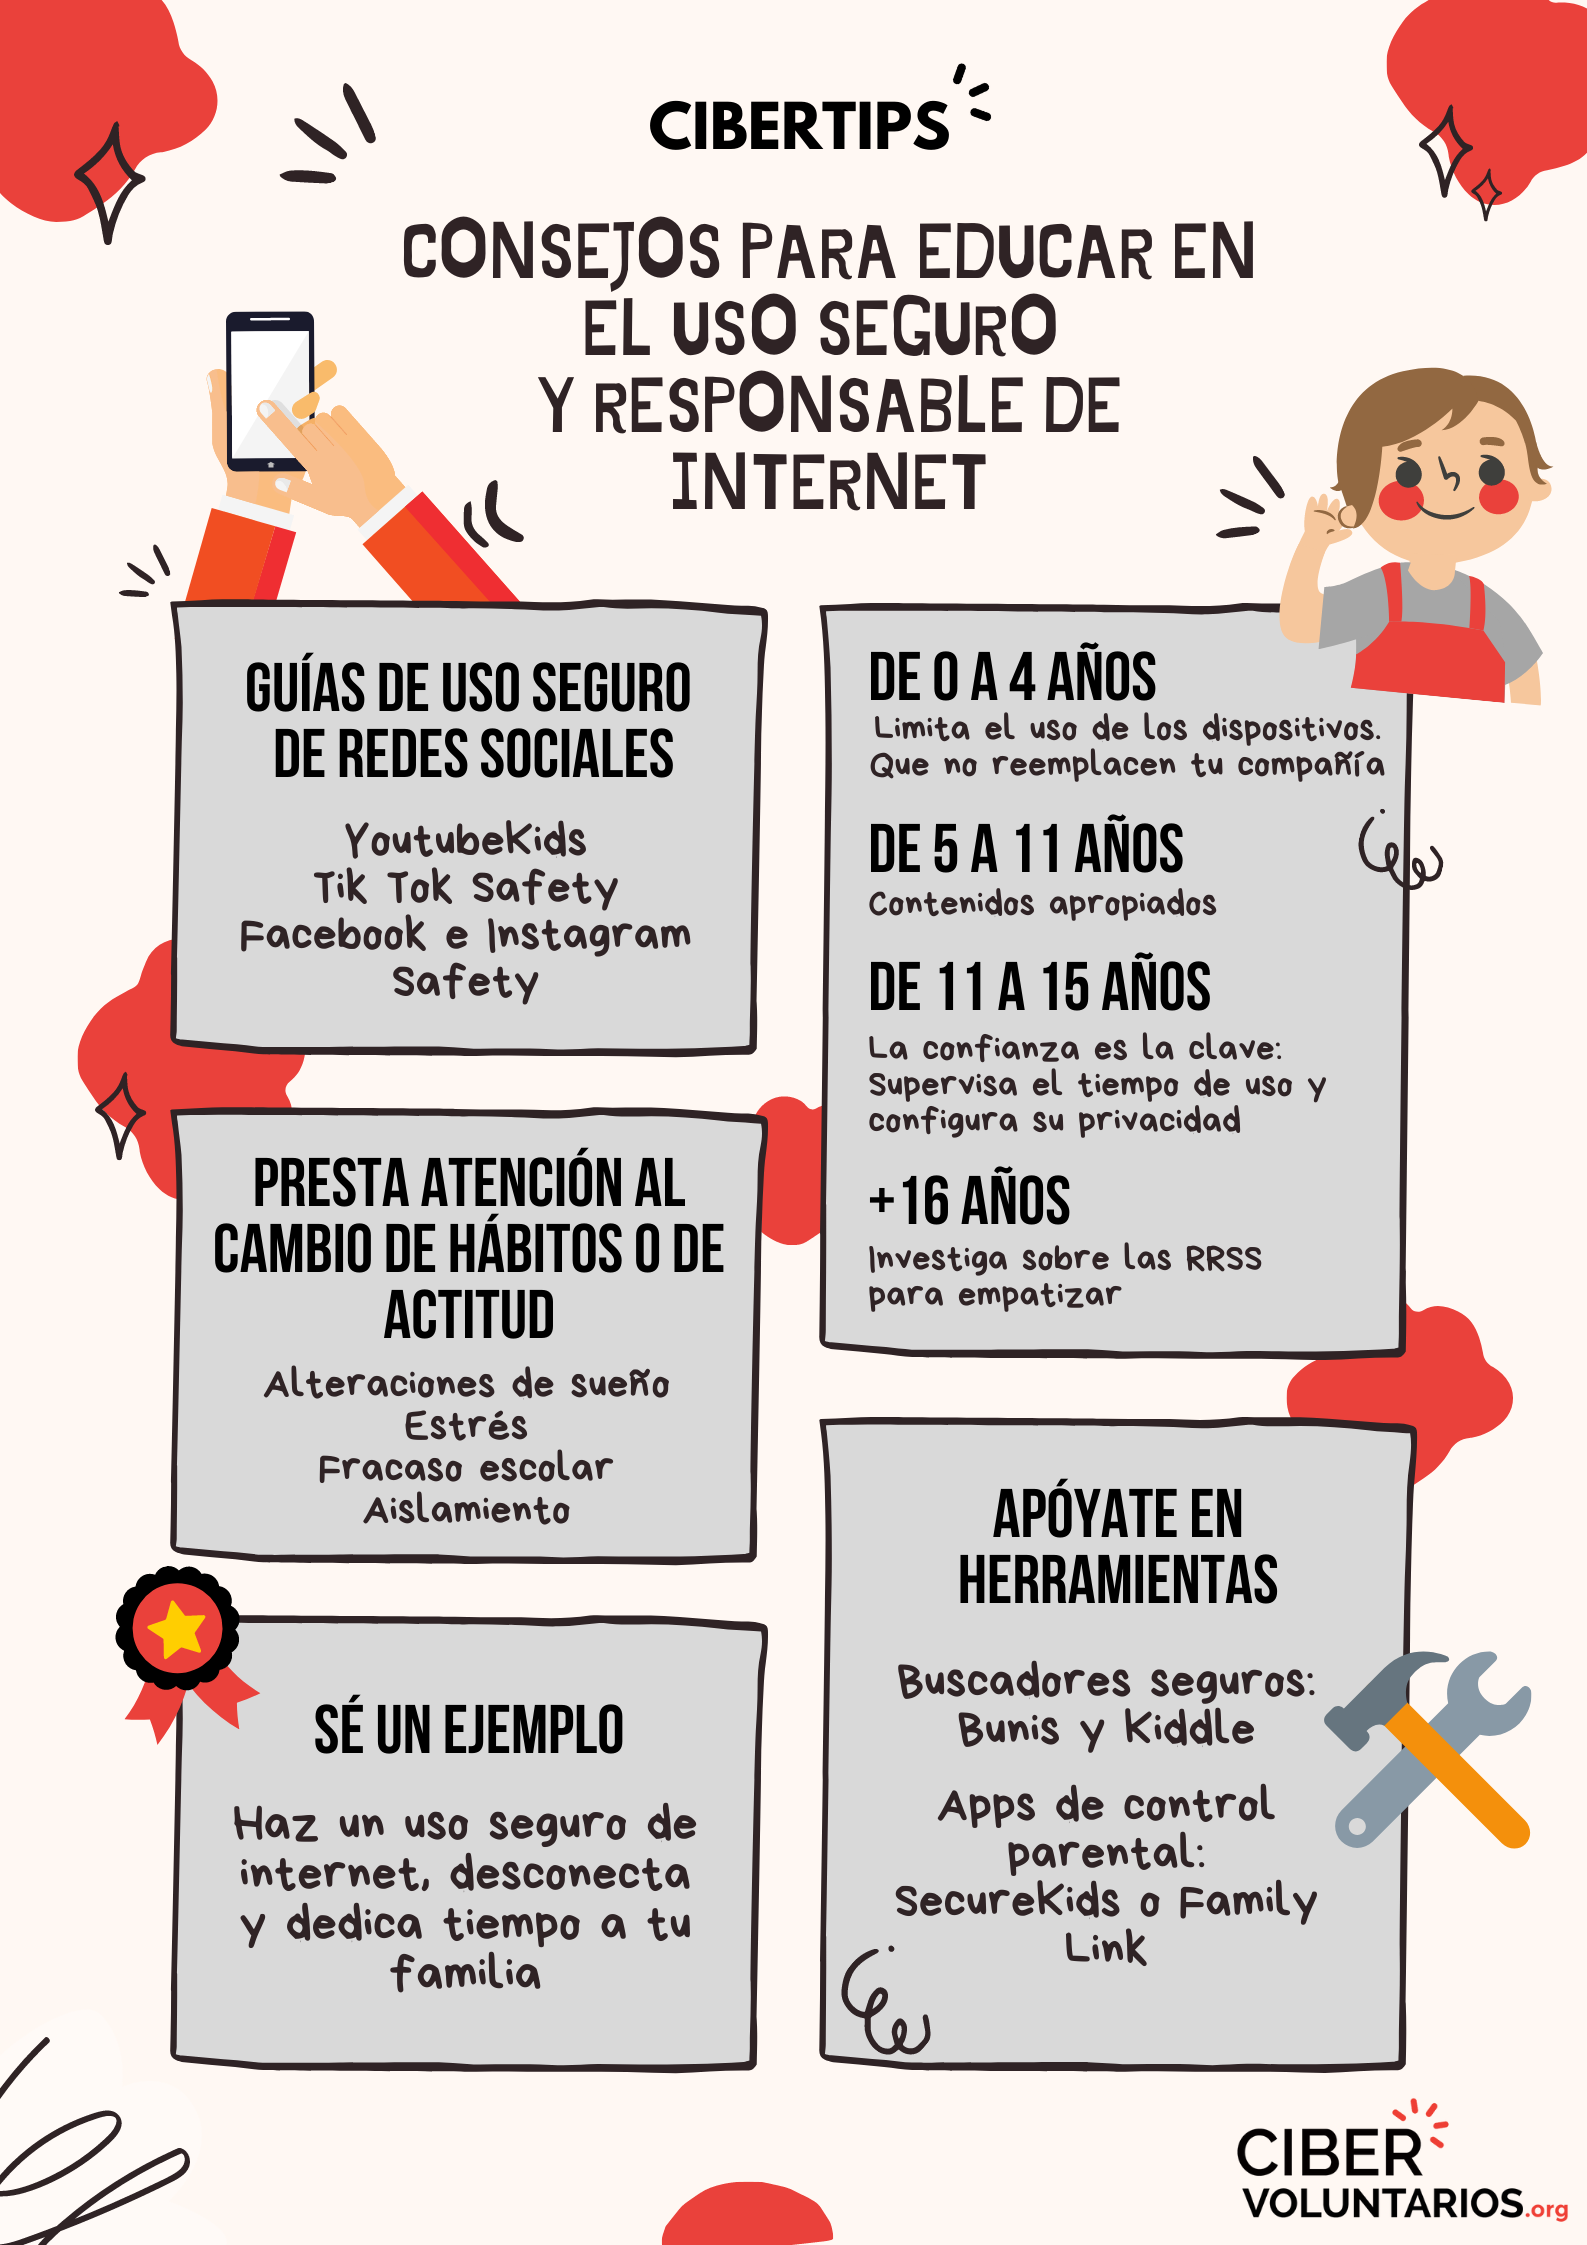 CIBERTIPS
CONSEJOS PARA EDUCAR EN
EL USO SEGURO
Y RESPONSABLE DE
INTERNET
GUÍAS DE USO SEGURO
DE REDES SOCIALES
YoutubeKids
Tik Tok Safety
Facebook e Instagram
Safety
PRESTA ATENCIÓN AL
CAMBIO DE HÁBITOS O DE
ACTITUD
Alteraciones de sueño
Estrés
Fracaso escolar
Aislamiento
SÉ UN EJEMPLO
Haz un uso seguro de
internet, desconecta
y dedica tiempo a tu
familia
DE 0 A 4 AÑOS
Limita el uso de los dispositivos.
Que no reemplacen tu compañía
DE 5 A 11 AÑOS
Contenidos apropiados
DE 11 A 15 AÑOS
La confianza es la clave:
Supervisa el tiempo de uso y
configura su privacidad
+16 AÑOS
Investiga sobre las RRSS
para empatizar
APÓYATE EN
HERRAMIENTAS
Buscadores seguros:
Bunis y Kiddle
Apps de control
parental:
SecureKids o Family
Link
CIBER
VOLUNTARIOS.org